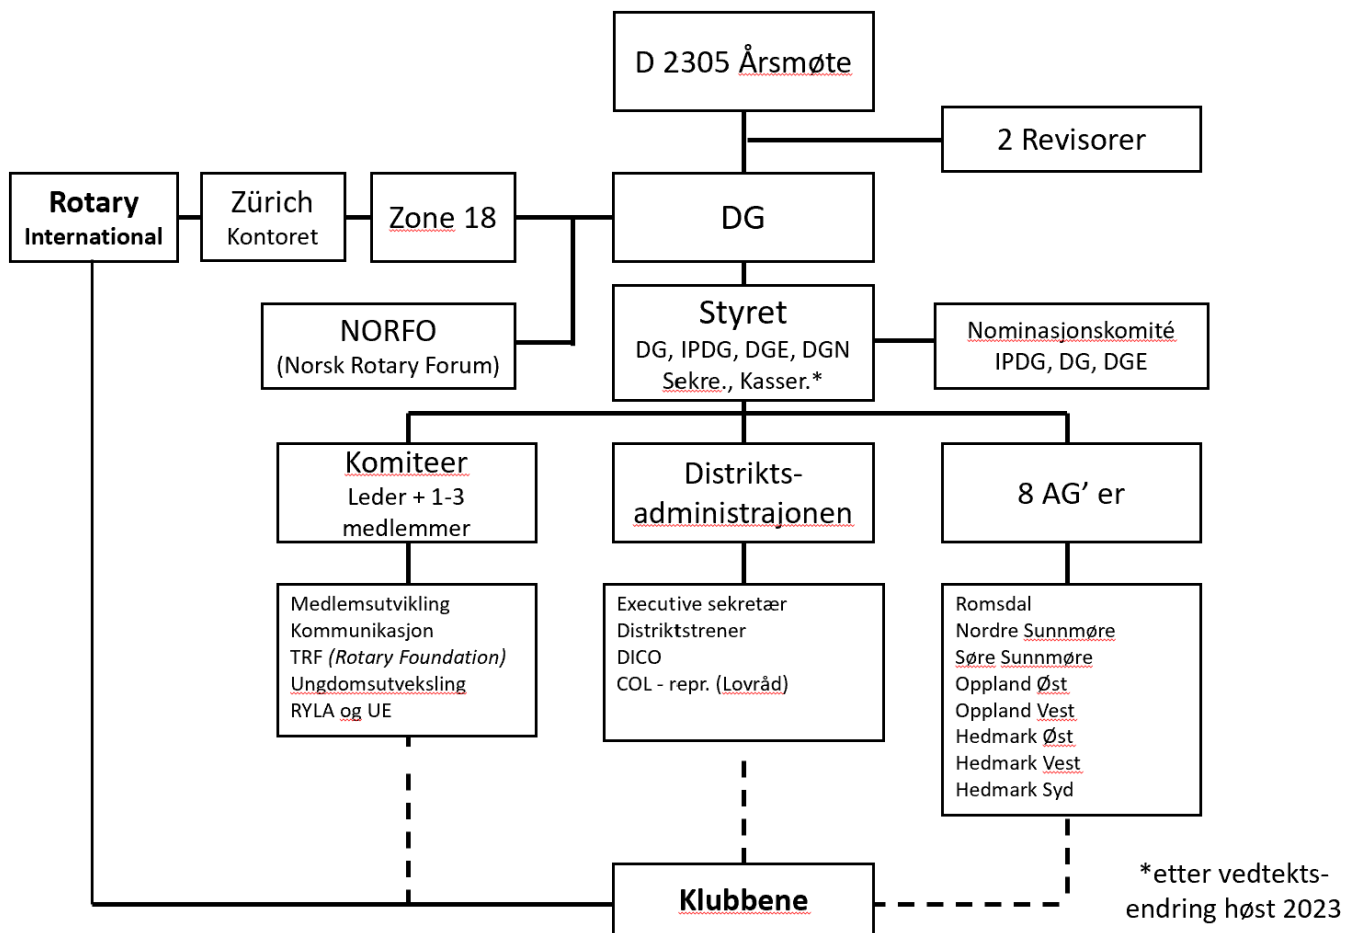 D 2305 Årsmøte
2 Revisorer
Rotary
International
Zürich
Kontoret
Zone 18
DG
NORFO
(Norsk Rotary Forum)
Styret
DG, IPDG, DGE, DGN
Sekre., Kasser.*
Nominasjonskomité
IPDG, DG, DGE
Komiteer
Leder + 1-3
medlemmer
Distrikts-
administrajonen
8 AG’ er
Medlemsutvikling
Kommunikasjon
TRF (Rotary Foundation)
Ungdomsutveksling
RYLA og UE
Executive sekretær
Distriktstrener
DICO
COL - repr. (Lovråd)
Romsdal
Nordre Sunnmøre
Søre Sunnmøre
Oppland Øst
Oppland Vest
Hedmark Øst
Hedmark Vest
Hedmark Syd
Klubbene
*etter vedtekts-
endring høst 2023